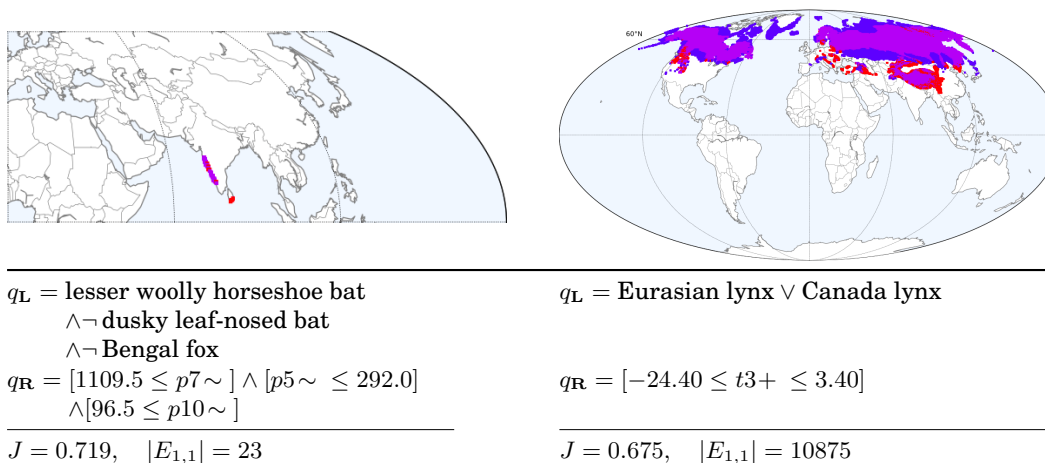 60°N
q_L = lesser woolly horseshoe bat
∧¬ dusky leaf-nosed bat
∧¬ Bengal fox
q_R = [1109.5 ≤ p7∼ ] ∧ [p5∼ ≤ 292.0]
∧[96.5 ≤ p10∼ ]
J = 0.719, |E_{1,1}| = 23
q_L = Eurasian lynx ∨ Canada lynx
q_R = [−24.40 ≤ t3+ ≤ 3.40]
J = 0.675, |E_{1,1}| = 10875